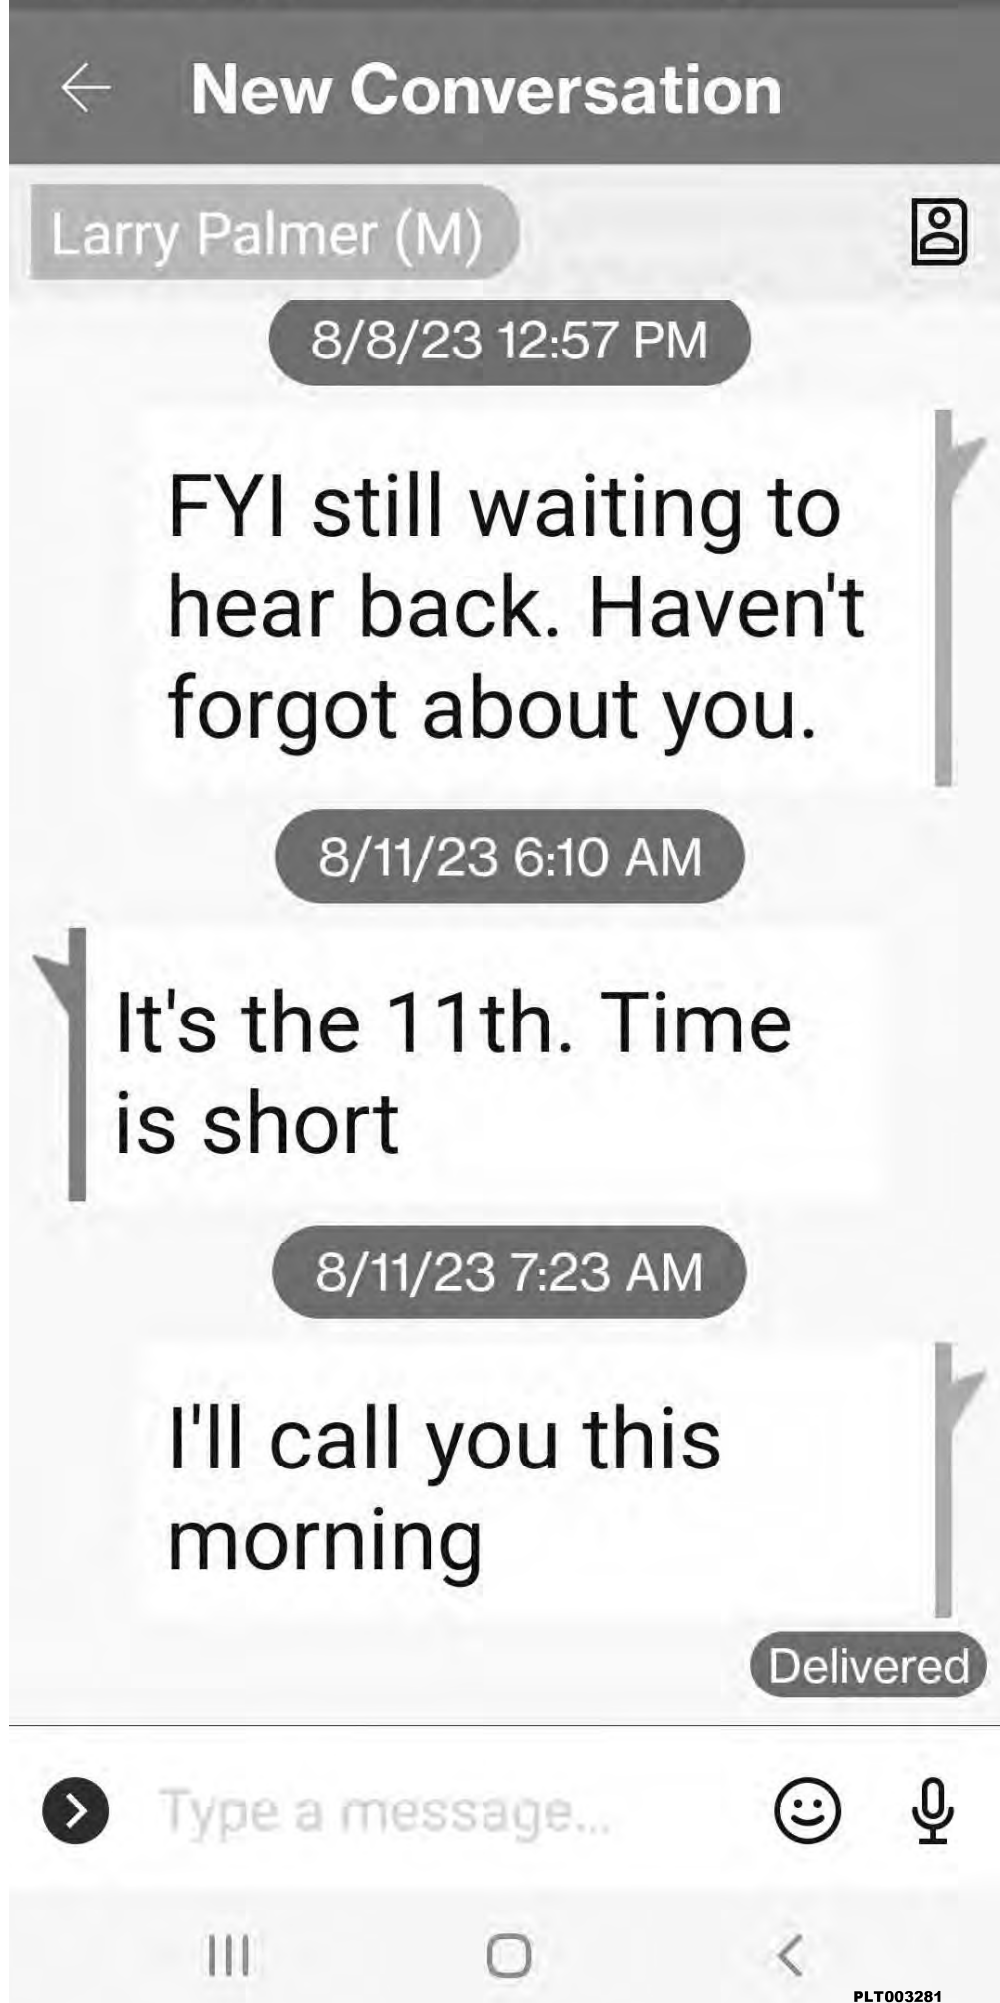 New Conversation
Larry Palmer (M)
8/8/23 12:57 PM
FYI still waiting to
hear back. Haven't
forgot about you.
8/11/23 6:10 AM
It's the 11th. Time
is short
8/11/23 7:23 AM
I'll call you this
morning
Delivered
Type a message...
PLT003281